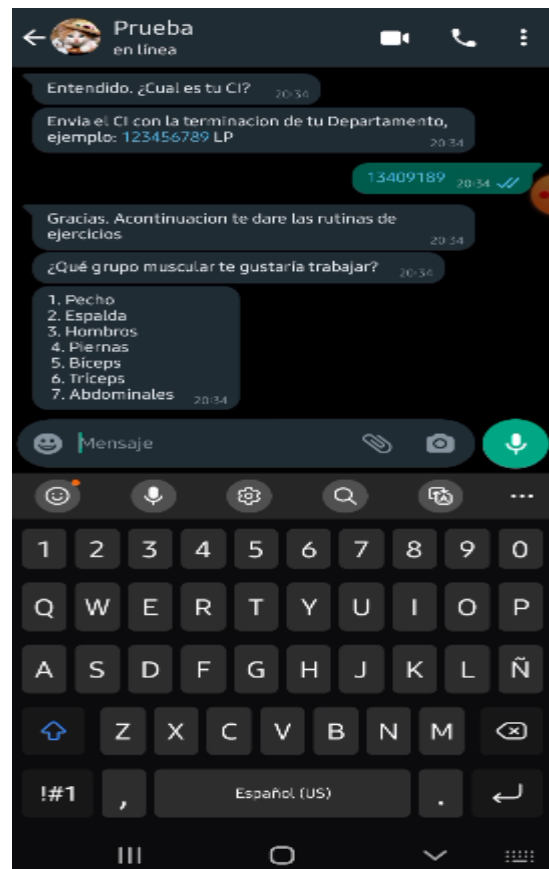 Prueba
en línea
Entendido. ¿Cual es tu CI? 20:34
Envia el CI con la terminacion de tu Departamento,
ejemplo: 123456789 LP
20:34
13409189 20:34
Gracias. Acontinuacion te dare las rutinas de
ejercicios
20:34
¿Qué grupo muscular te gustaría trabajar? 20:34
1. Pecho
2. Espalda
3. Hombros
4. Piernas
5. Biceps
6. Triceps
7. Abdominales 20:34
Mensaje
1 2 3 4 5 6 7 8 9 0
Q W E R T Y U I O P
A S D F G H J K L Ñ
Z X C V B N M
!#1 , Español (US) .